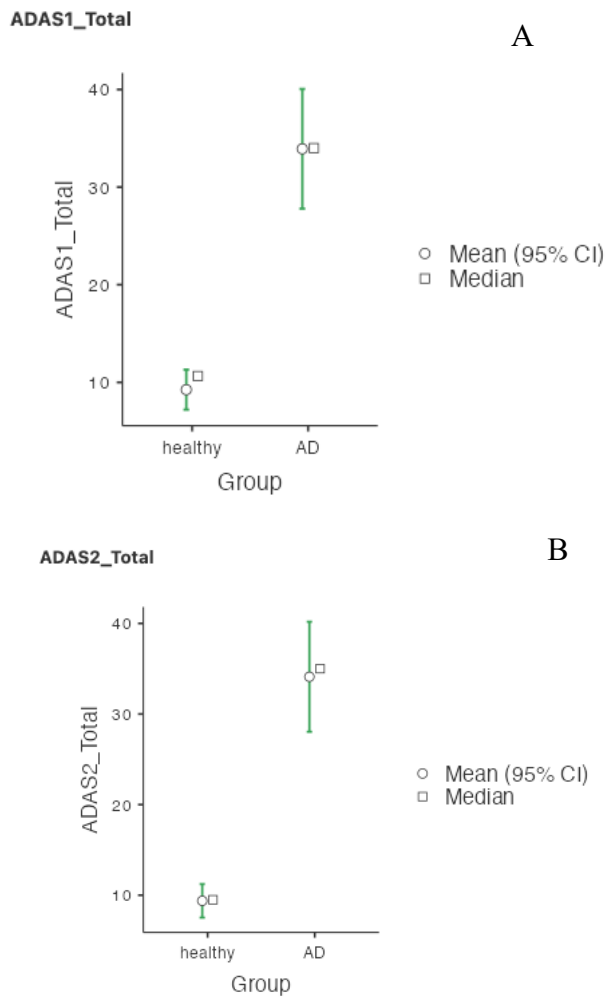 ADAS1_Total
A
40
30
20
10
ADAS1_Total
Mean (95% CI)
Median
healthy AD
Group
ADAS2_Total
B
40
30
20
10
ADAS2_Total
Mean (95% CI)
Median
healthy AD
Group